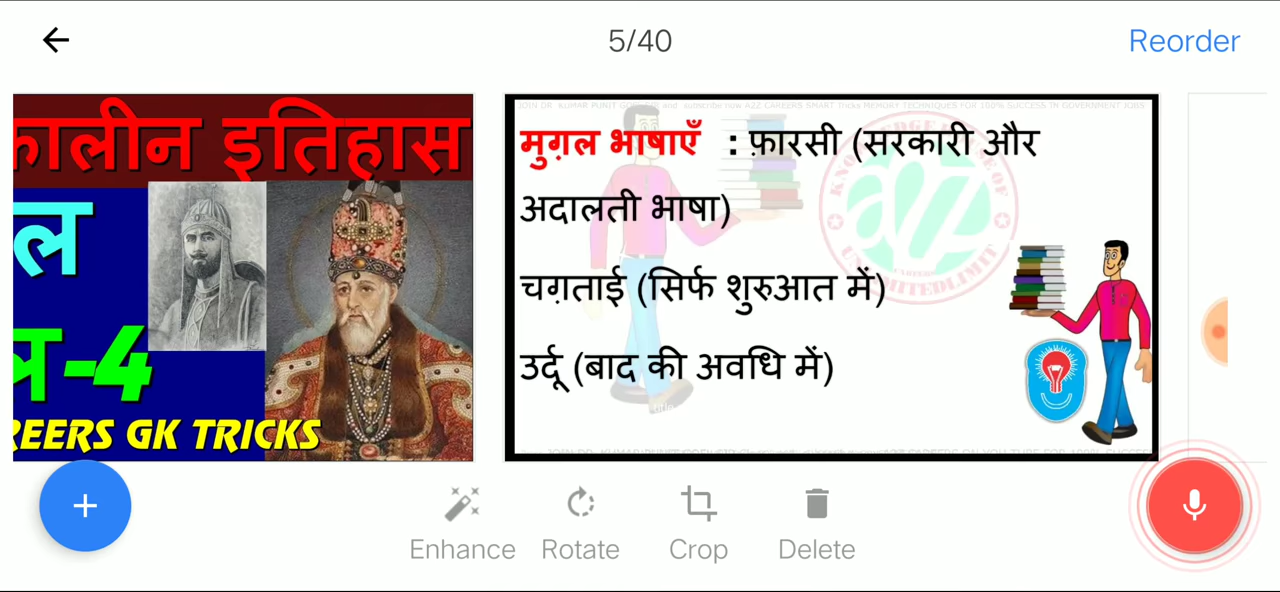 5/40
Reorder
कालीन इतिहास
ल
ल-4
REERS GK TRICKS
मुग़ल भाषाएँ : फ़ारसी (सरकारी और
अदालती भाषा)
चग़ताई (सिर्फ शुरुआत में)
उर्दू (बाद की अवधि में)
a2z
Enhance
Rotate
Crop
Delete